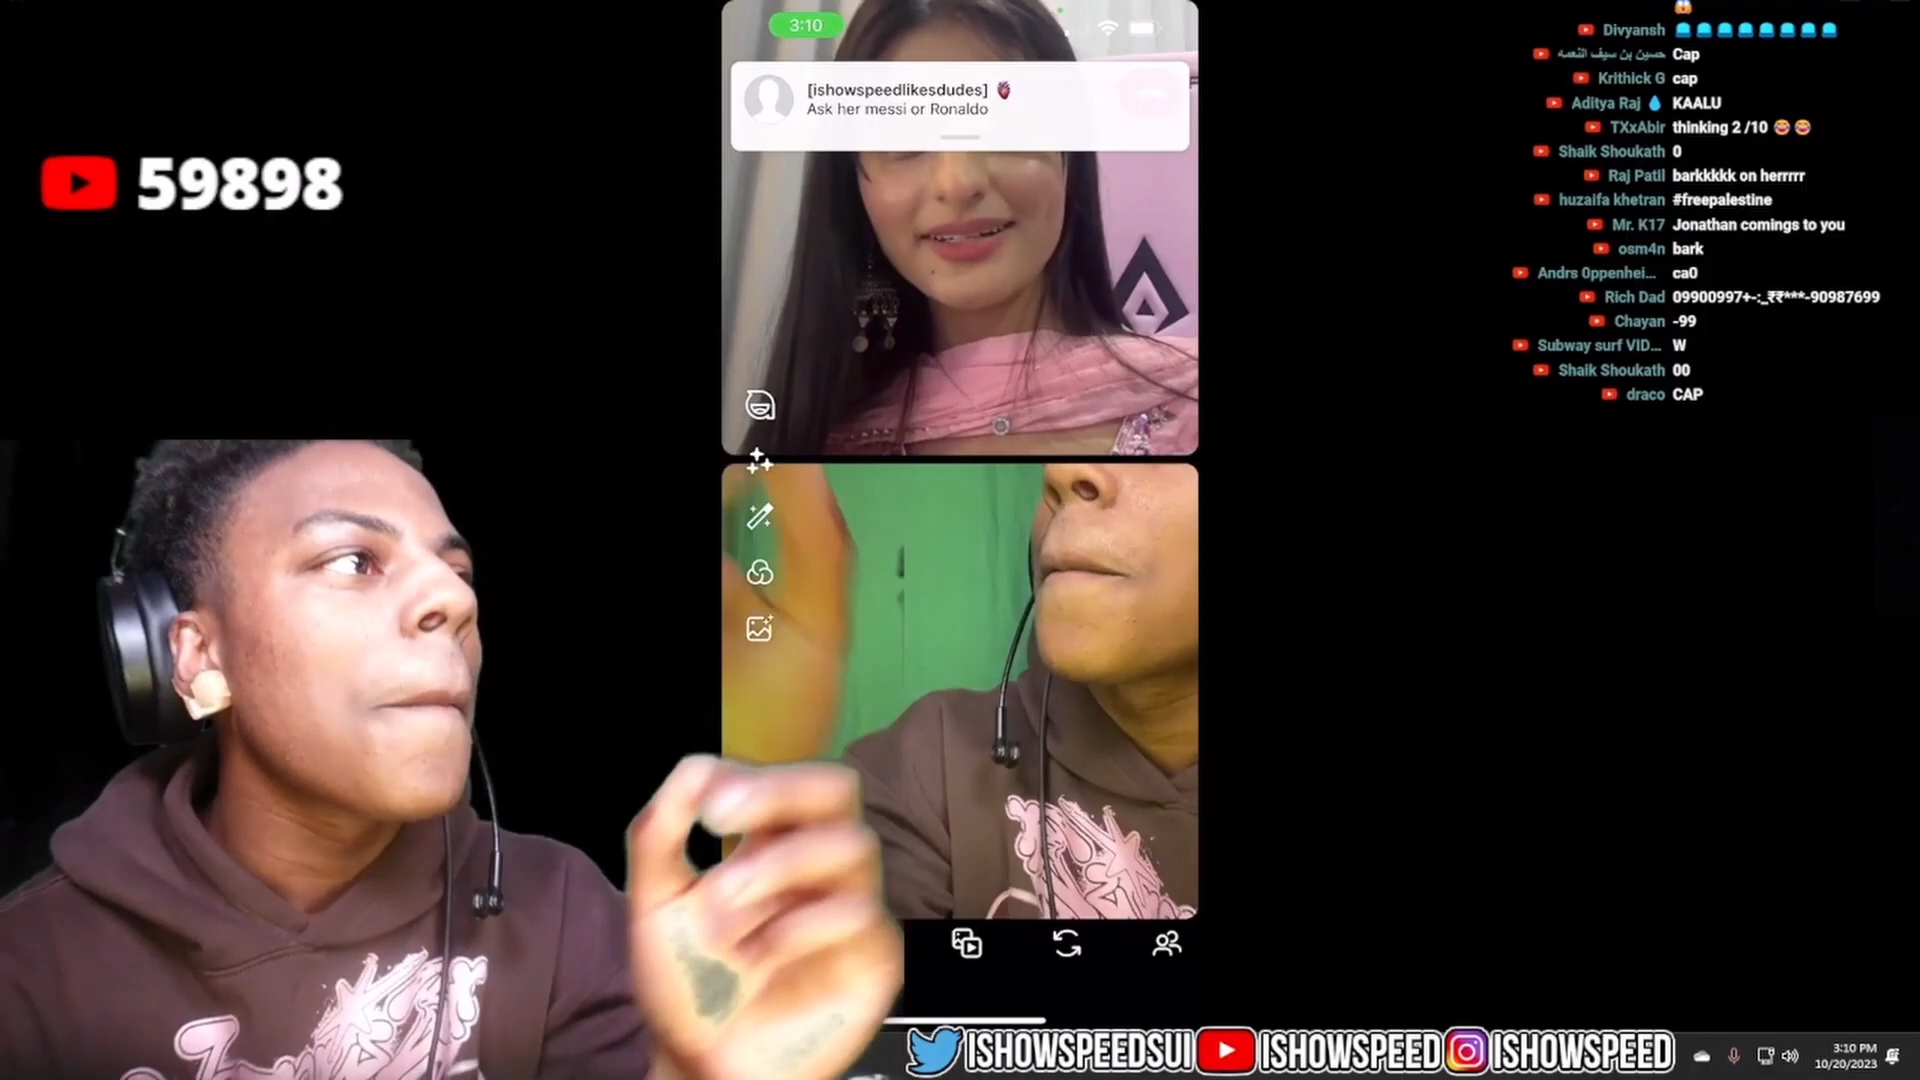 3:10
[ishowspeedlikesdudes] 🫀
Ask her messi or Ronaldo
59898
Divyansh
حسين بن سيف النعمه Cap
Krithick G cap
Aditya Raj 💧 KAALU
TXxAbir thinking 2 /10 😂😂
Shaik Shoukath 0
Raj Patil barkkkkk on herrrrr
huzaifa khetran #freepalestine
Mr. K17 Jonathan comings to you
osm4n bark
Andrs Oppenhei... ca0
Rich Dad 09900997+-:_₹₹***-90987699
Chayan -99
Subway surf VID... W
Shaik Shoukath 00
draco CAP
ISHOWSPEEDSUI ISHOWSPEED ISHOWSPEED
3:10 PM
10/20/2023